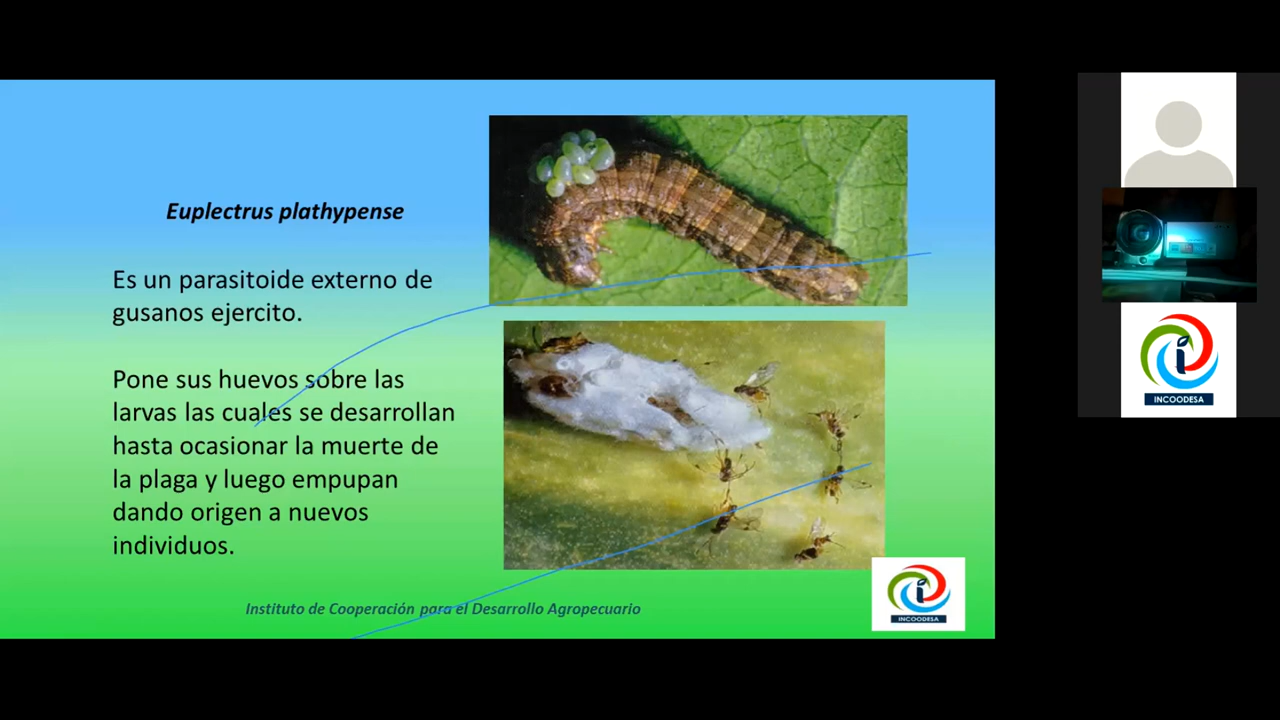 Euplectrus plathypense
Es un parasitoide externo de
gusanos ejercito.
Pone sus huevos sobre las
larvas las cuales se desarrollan
hasta ocasionar la muerte de
la plaga y luego empupan
dando origen a nuevos
individuos.
Instituto de Cooperación para el Desarrollo Agropecuario
INCOODESA
INCOODESA